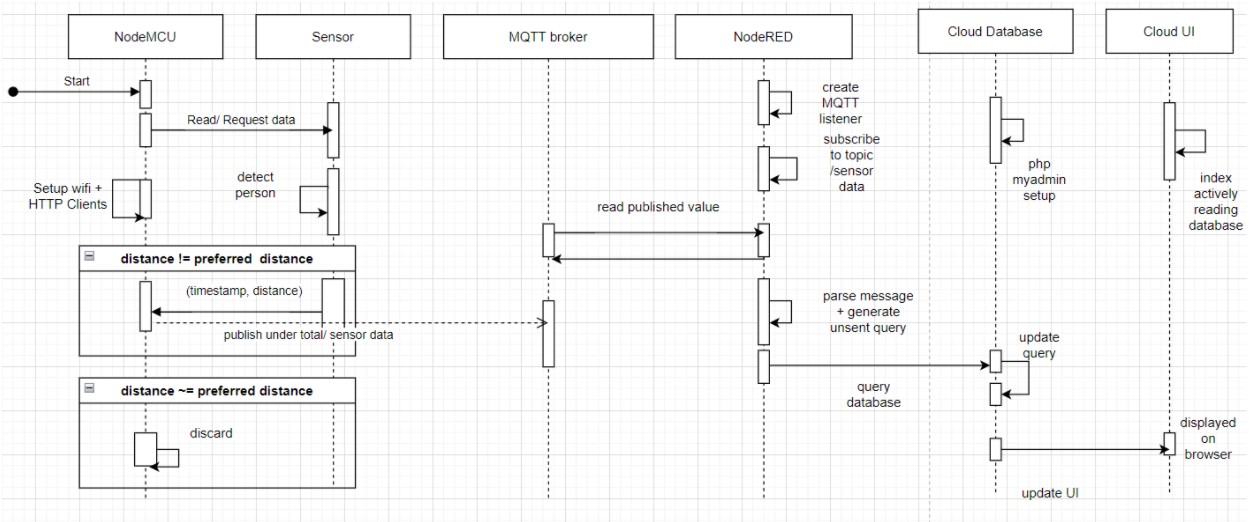 NodeMCU
Sensor
MQTT broker
NodeRED
Cloud Database
Cloud UI
Start
Read/ Request data
create
MQTT
listener
subscribe
to topic
/sensor
data
Setup wifi +
HTTP Clients
detect
person
php
myadmin
setup
index
actively
reading
database
read published value
distance != preferred  distance
(timestamp, distance)
publish under total/ sensor data
parse message
+ generate
unsent query
update
query
query
database
distance ~= preferred distance
discard
displayed
on
browser
update UI